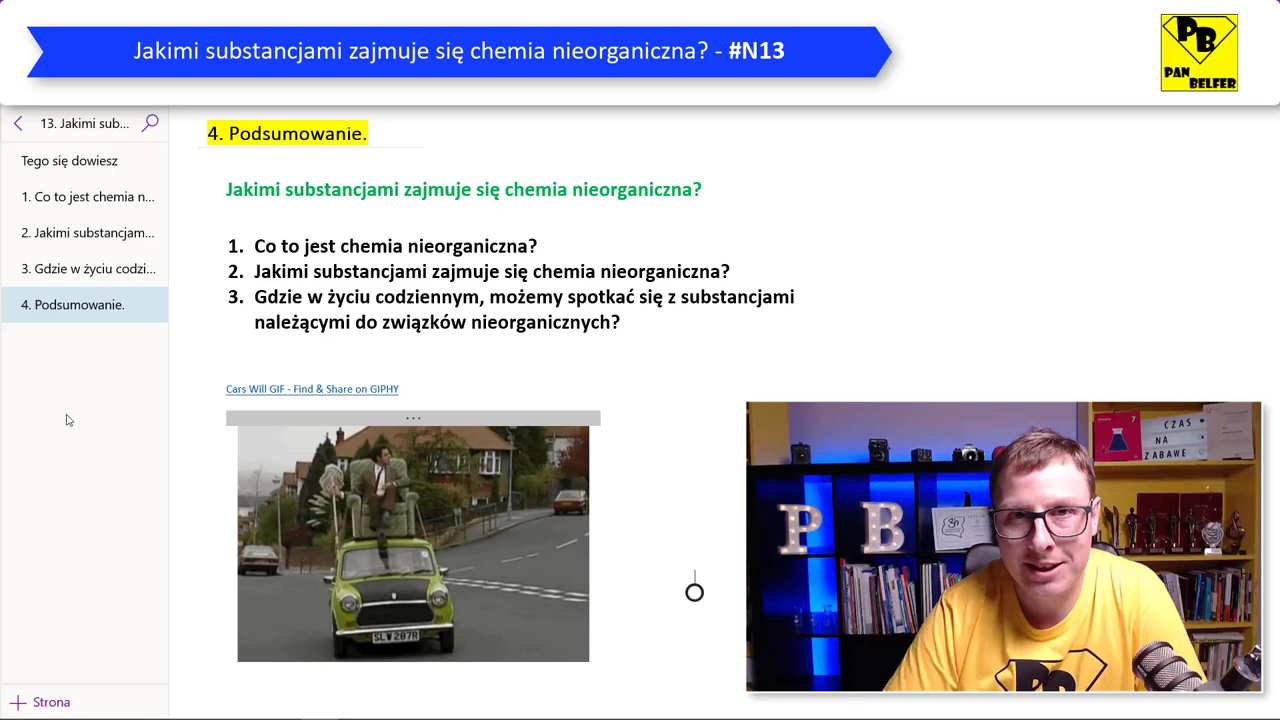 Jakimi substancjami zajmuje się chemia nieorganiczna? - #N13
PB
PAN
BELFER
13. Jakimi sub...
Tego się dowiesz
1. Co to jest chemia n...
2. Jakimi substancjam...
3. Gdzie w życiu codzi...
4. Podsumowanie.
Strona
4. Podsumowanie.
Jakimi substancjami zajmuje się chemia nieorganiczna?
1. Co to jest chemia nieorganiczna?
2. Jakimi substancjami zajmuje się chemia nieorganiczna?
3. Gdzie w życiu codziennym, możemy spotkać się z substancjami
należącymi do związków nieorganicznych?
Cars Will GIF - Find & Share on GIPHY
SLW 287R
CZAS
NA
ZABAWE
7
P B
PB